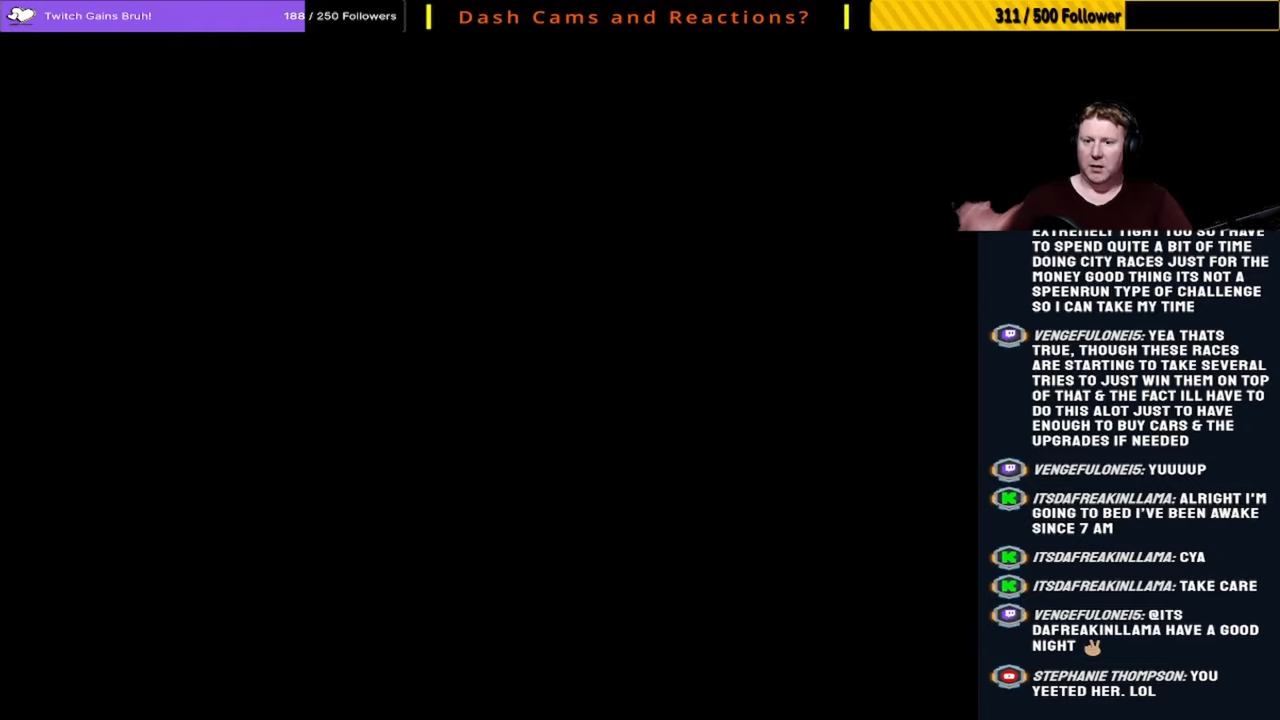 Twitch Gains Bruh!
188 / 250 Followers
Dash Cams and Reactions?
311 / 500 Follower
EXTREMELY TIGHT TOO SO I HAVE
TO SPEND QUITE A BIT OF TIME
DOING CITY RACES JUST FOR THE
MONEY GOOD THING ITS NOT A
SPEENRUN TYPE OF CHALLENGE
SO I CAN TAKE MY TIME
VENGEFULONE15: YEA THATS
TRUE, THOUGH THESE RACES
ARE STARTING TO TAKE SEVERAL
TRIES TO JUST WIN THEM ON TOP
OF THAT & THE FACT ILL HAVE TO
DO THIS ALOT JUST TO HAVE
ENOUGH TO BUY CARS & THE
UPGRADES IF NEEDED
VENGEFULONE15: YUUUUP
ITSDAFREAKINLLAMA: ALRIGHT I'M
GOING TO BED I'VE BEEN AWAKE
SINCE 7 AM
ITSDAFREAKINLLAMA: CYA
ITSDAFREAKINLLAMA: TAKE CARE
VENGEFULONE15: @ITS
DAFREAKINLLAMA HAVE A GOOD
NIGHT ✌🏼
STEPHANIE THOMPSON: YOU
YEETED HER. LOL